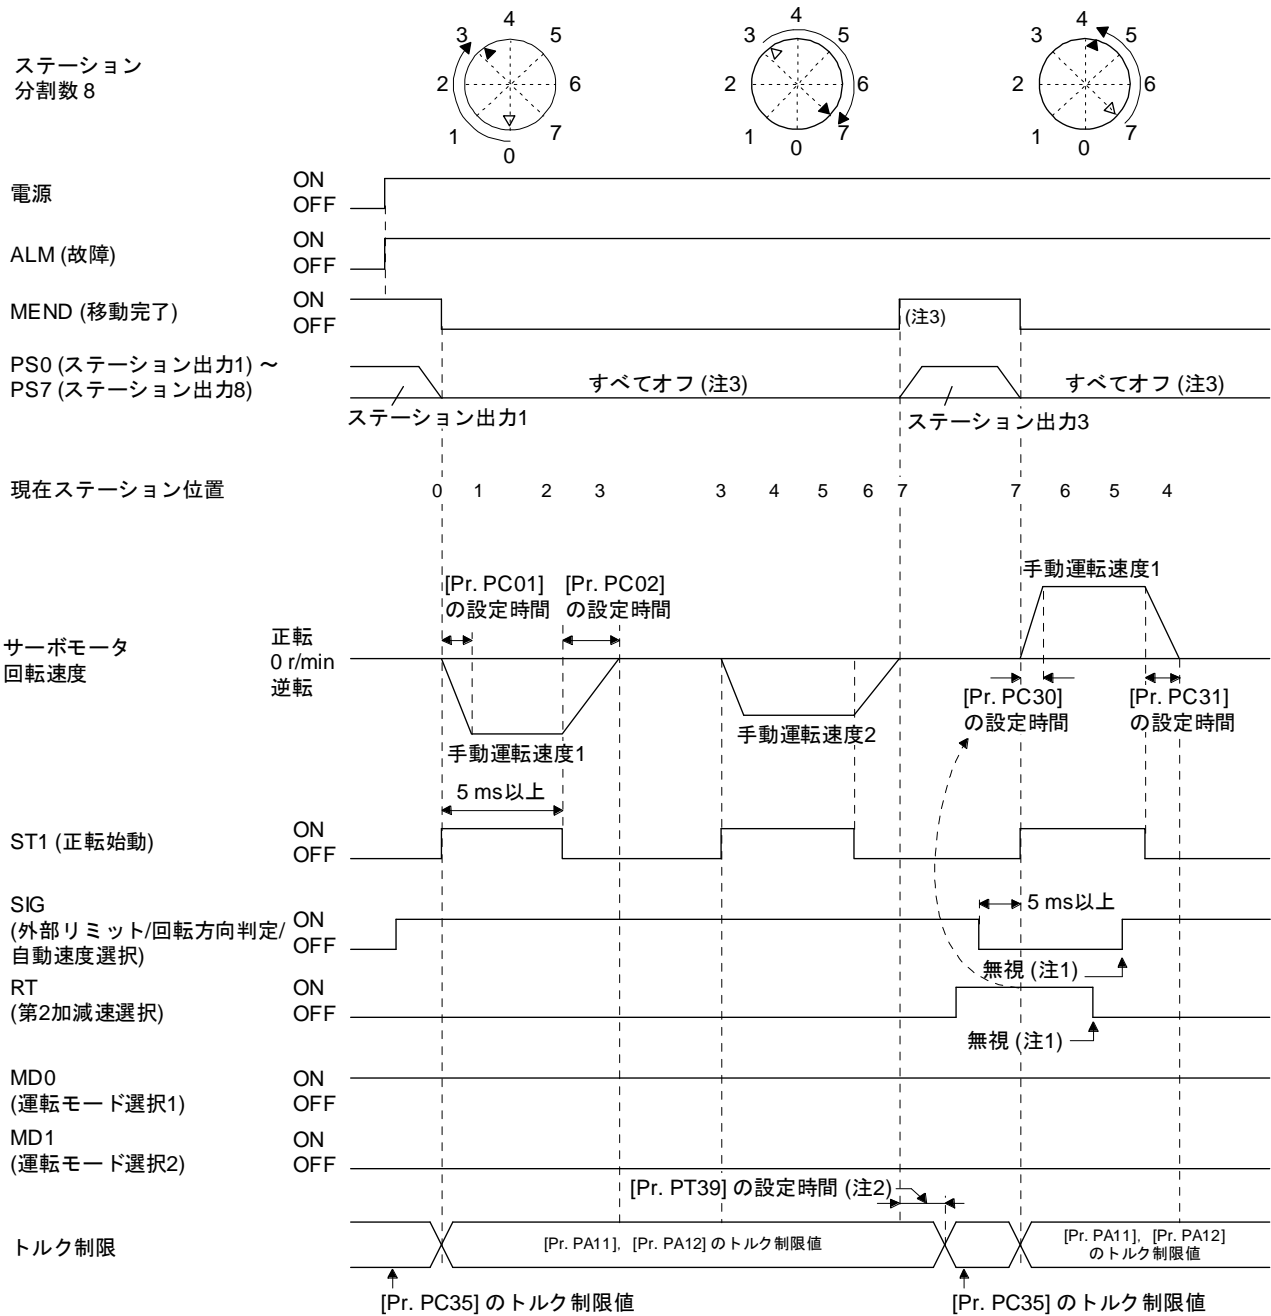 ステーション
分割数 8
4
3 5
2 6
1 7
0
4
3 5
2 6
1 7
0
4
3 5
2 6
1 7
0
電源
ON
OFF
ALM (故障)
ON
OFF
MEND (移動完了)
ON
OFF
(注3)
PS0 (ステーション出力1) ～
PS7 (ステーション出力8)
すべてオフ (注3)
すべてオフ (注3)
ステーション出力1
ステーション出力3
現在ステーション位置
0 1 2 3 3 4 5 6 7 7 6 5 4
サーボモータ
回転速度
正転
0 r/min
逆転
[Pr. PC01]
の設定時間
[Pr. PC02]
の設定時間
手動運転速度1
手動運転速度2
手動運転速度1
[Pr. PC30]
の設定時間
[Pr. PC31]
の設定時間
5 ms以上
ST1 (正転始動)
ON
OFF
SIG
(外部リミット/回転方向判定/
自動速度選択)
ON
OFF
5 ms以上
無視 (注1)
RT
(第2加減速選択)
ON
OFF
無視 (注1)
MD0
(運転モード選択1)
ON
OFF
MD1
(運転モード選択2)
ON
OFF
[Pr. PT39] の設定時間 (注2)
トルク制限
[Pr. PA11], [Pr. PA12] のトルク制限値
[Pr. PA11], [Pr. PA12]
のトルク制限値
[Pr. PC35] のトルク制限値
[Pr. PC35] のトルク制限値